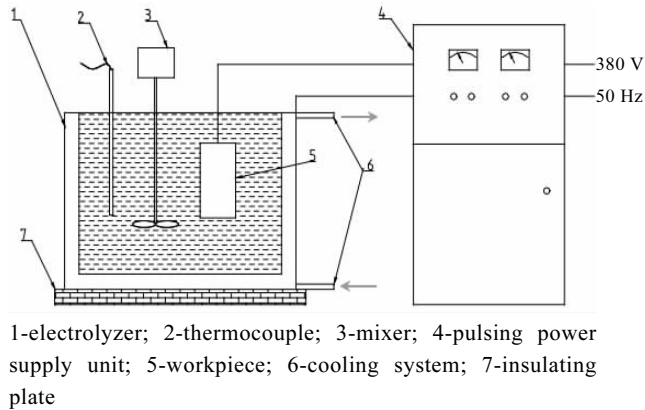 1
2
3
4
380 V
50 Hz
5
6
7
1-electrolyzer; 2-thermocouple; 3-mixer; 4-pulsing power
supply unit; 5-workpiece; 6-cooling system; 7-insulating
plate